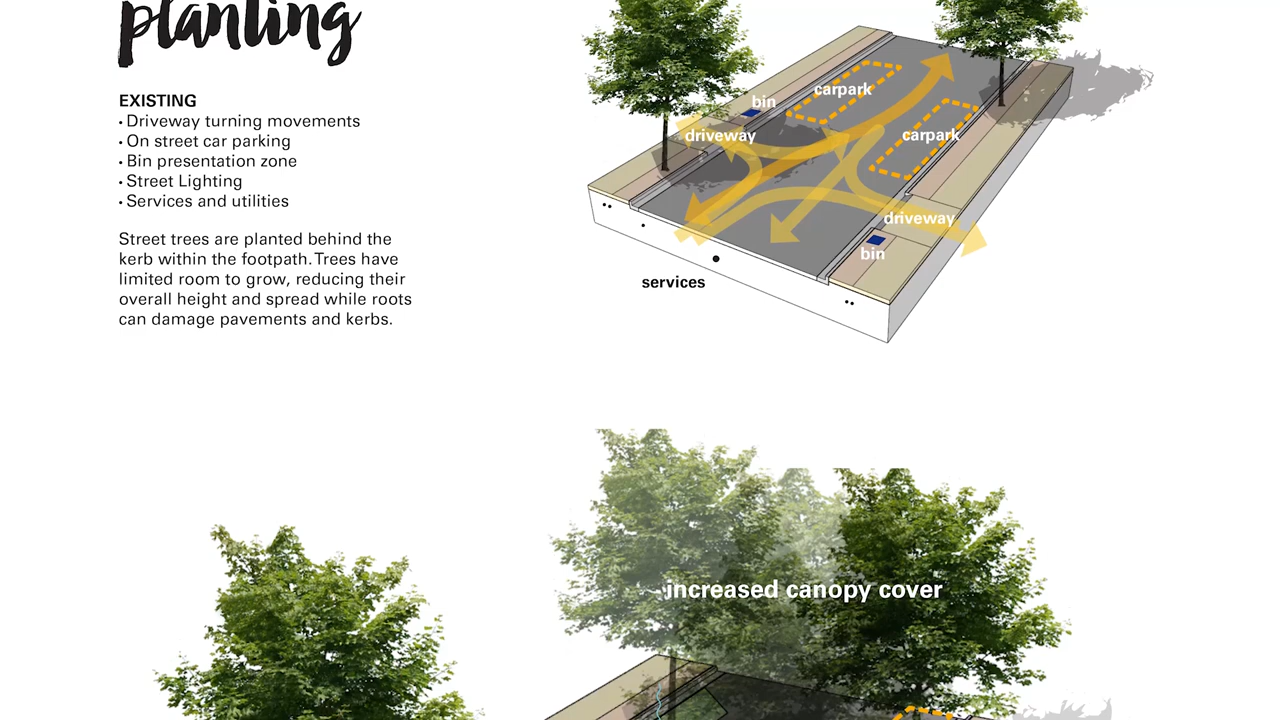 planting
EXISTING
• Driveway turning movements
• On street car parking
• Bin presentation zone
• Street Lighting
• Services and utilities
Street trees are planted behind the
kerb within the footpath. Trees have
limited room to grow, reducing their
overall height and spread while roots
can damage pavements and kerbs.
carpark
bin
driveway
carpark
driveway
bin
services
increased canopy cover